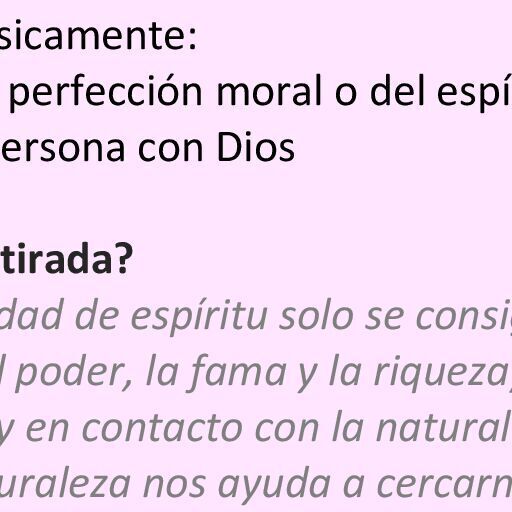 sicamente:
perfección moral o del espí
ersona con Dios
tirada?
dad de espíritu solo se consig
l poder, la fama y la riqueza,
y en contacto con la natural
uraleza nos ayuda a cercarn